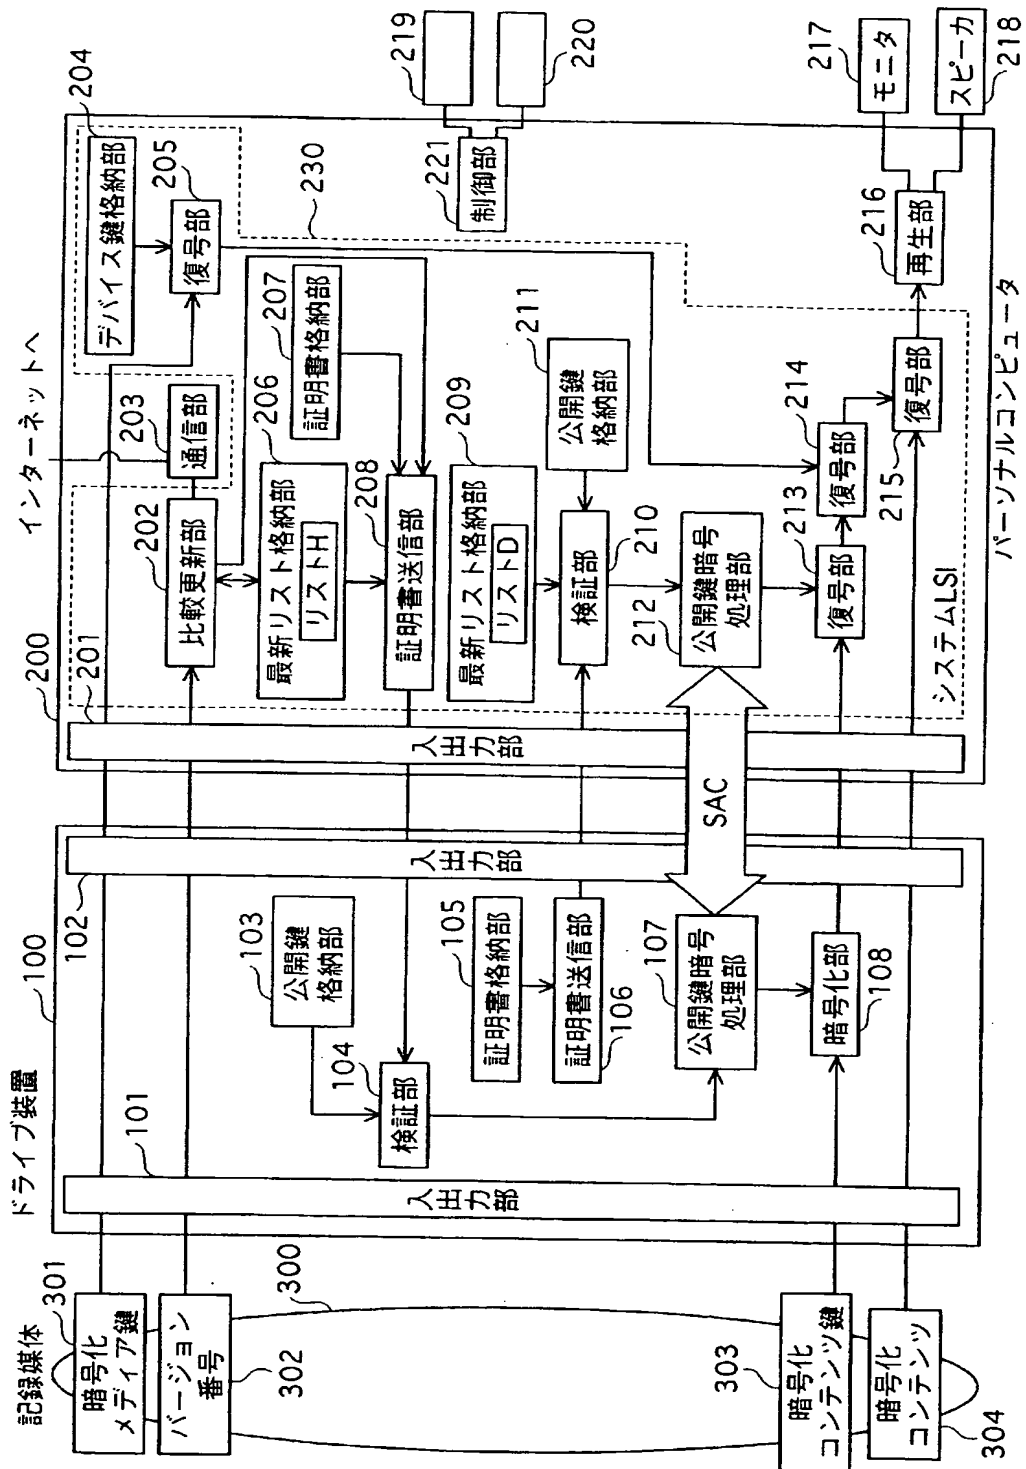 記録媒体
301
暗号化
メディア鍵
バージョン
番号
302
300
303
暗号化
コンテンツ鍵
暗号化
コンテンツ
304
ドライブ装置
100
101
入出力部
102
入出力部
103
公開鍵
格納部
104
検証部
105
証明書格納部
証明書送信部
106
107
公開鍵暗号
処理部
暗号化部
108
SAC
パーソナルコンピュータ
200
201
入出力部
インターネットへ
202
比較更新部
203
通信部
204
デバイス鍵格納部
205
復号部
206
最新リスト格納部
リストH
207
証明書格納部
208
証明書送信部
209
最新リスト格納部
リストD
210
検証部
211
公開鍵
格納部
212
公開鍵暗号
処理部
213
復号部
214
復号部
215
復号部
システムLSI
230
216
再生部
217
モニタ
スピーカ
218
219
220
221
制御部